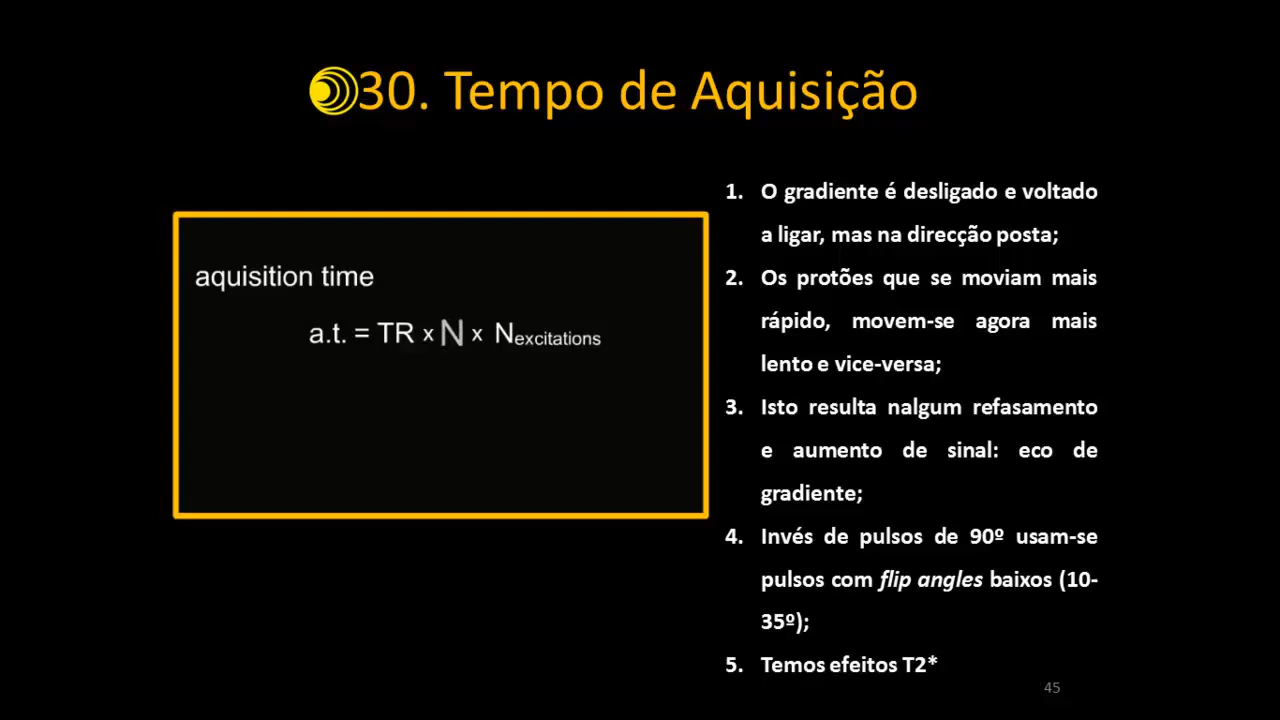 30. Tempo de Aquisição
aquisition time
a.t. = TR x N x Nexcitations
1. O gradiente é desligado e voltado
a ligar, mas na direcção posta;
2. Os protões que se moviam mais
rápido, movem-se agora mais
lento e vice-versa;
3. Isto resulta nalgum refasamento
e aumento de sinal: eco de
gradiente;
4. Invés de pulsos de 90º usam-se
pulsos com flip angles baixos (10-
35º);
5. Temos efeitos T2*
45